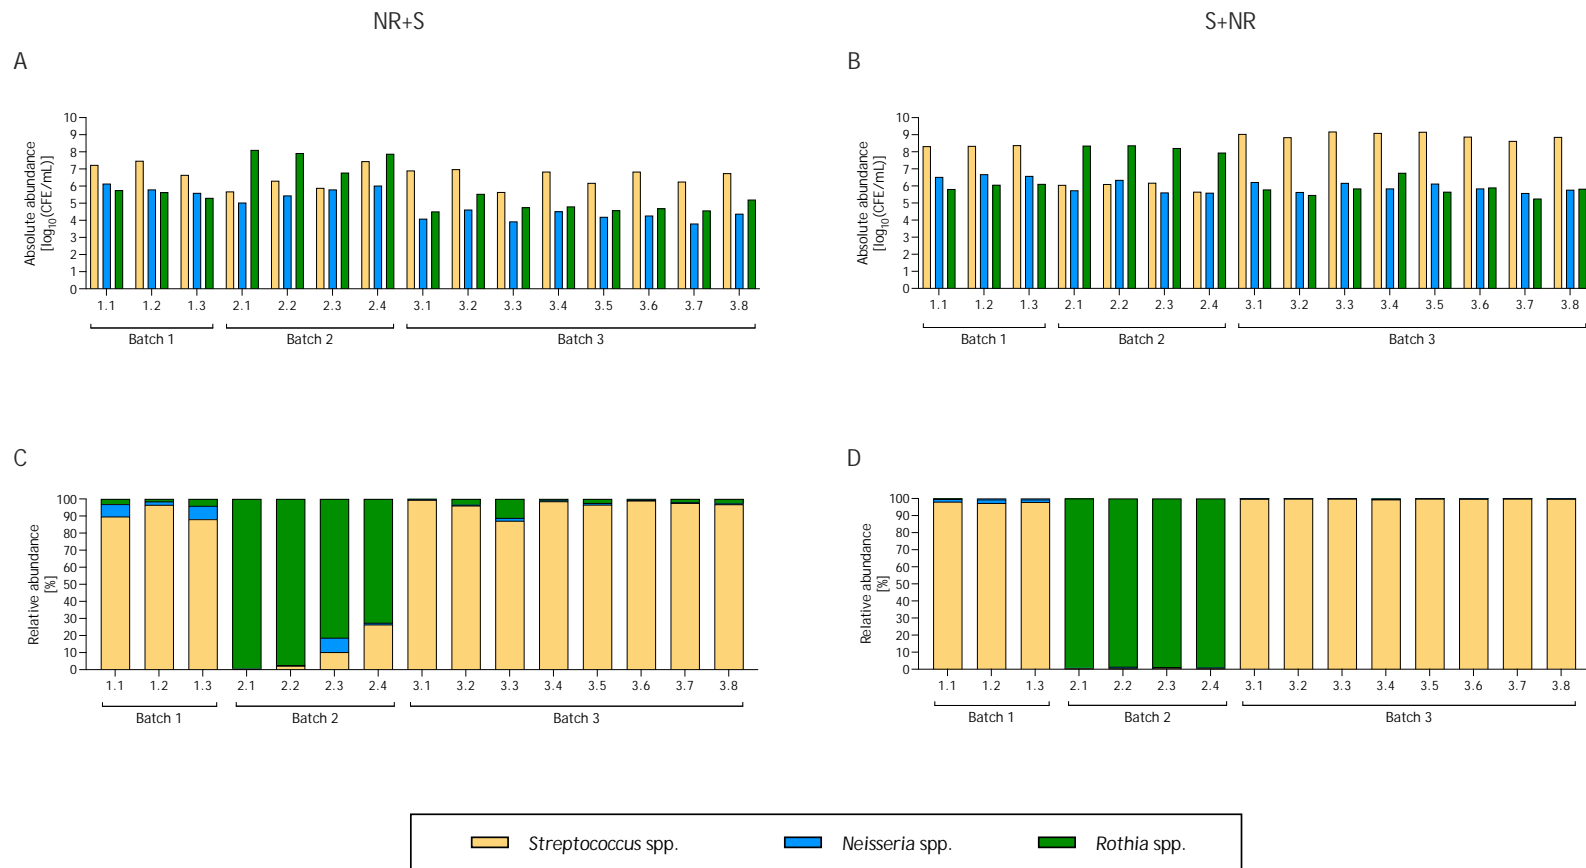 NR+S
S+NR
A
B
Absolute abundance
[log10(CFE/mL)]
10
9
8
7
6
5
4
3
2
1
0
1.1 1.2 1.3 2.1 2.2 2.3 2.4 3.1 3.2 3.3 3.4 3.5 3.6 3.7 3.8
Batch 1 Batch 2 Batch 3
Absolute abundance
[log10(CFE/mL)]
10
9
8
7
6
5
4
3
2
1
0
1.1 1.2 1.3 2.1 2.2 2.3 2.4 3.1 3.2 3.3 3.4 3.5 3.6 3.7 3.8
Batch 1 Batch 2 Batch 3
C
D
Relative abundance
[%]
100
90
80
70
60
50
40
30
20
10
0
1.1 1.2 1.3 2.1 2.2 2.3 2.4 3.1 3.2 3.3 3.4 3.5 3.6 3.7 3.8
Batch 1 Batch 2 Batch 3
Relative abundance
[%]
100
90
80
70
60
50
40
30
20
10
0
1.1 1.2 1.3 2.1 2.2 2.3 2.4 3.1 3.2 3.3 3.4 3.5 3.6 3.7 3.8
Batch 1 Batch 2 Batch 3
Streptococcus spp. Neisseria spp. Rothia spp.